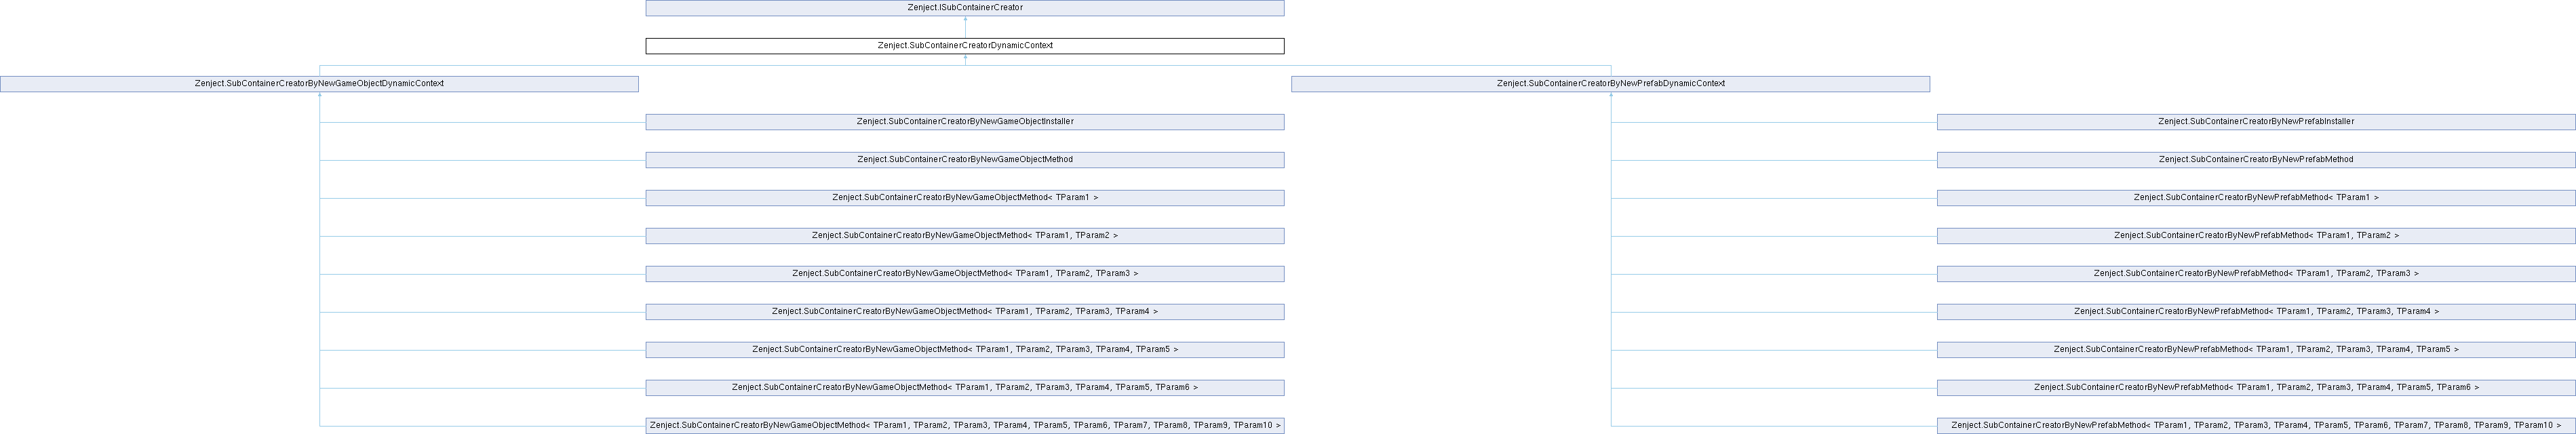 Zenject.ISubContainerCreator
Zenject.SubContainerCreatorDynamicContext
Zenject.SubContainerCreatorByNewGameObjectDynamicContext
Zenject.SubContainerCreatorByNewPrefabDynamicContext
Zenject.SubContainerCreatorByNewGameObjectInstaller
Zenject.SubContainerCreatorByNewPrefabInstaller
Zenject.SubContainerCreatorByNewGameObjectMethod
Zenject.SubContainerCreatorByNewPrefabMethod
Zenject.SubContainerCreatorByNewGameObjectMethod< TParam1 >
Zenject.SubContainerCreatorByNewPrefabMethod< TParam1 >
Zenject.SubContainerCreatorByNewGameObjectMethod< TParam1, TParam2 >
Zenject.SubContainerCreatorByNewPrefabMethod< TParam1, TParam2 >
Zenject.SubContainerCreatorByNewGameObjectMethod< TParam1, TParam2, TParam3 >
Zenject.SubContainerCreatorByNewPrefabMethod< TParam1, TParam2, TParam3 >
Zenject.SubContainerCreatorByNewGameObjectMethod< TParam1, TParam2, TParam3, TParam4 >
Zenject.SubContainerCreatorByNewPrefabMethod< TParam1, TParam2, TParam3, TParam4 >
Zenject.SubContainerCreatorByNewGameObjectMethod< TParam1, TParam2, TParam3, TParam4, TParam5 >
Zenject.SubContainerCreatorByNewPrefabMethod< TParam1, TParam2, TParam3, TParam4, TParam5 >
Zenject.SubContainerCreatorByNewGameObjectMethod< TParam1, TParam2, TParam3, TParam4, TParam5, TParam6 >
Zenject.SubContainerCreatorByNewPrefabMethod< TParam1, TParam2, TParam3, TParam4, TParam5, TParam6 >
Zenject.SubContainerCreatorByNewGameObjectMethod< TParam1, TParam2, TParam3, TParam4, TParam5, TParam6, TParam7, TParam8, TParam9, TParam10 >
Zenject.SubContainerCreatorByNewPrefabMethod< TParam1, TParam2, TParam3, TParam4, TParam5, TParam6, TParam7, TParam8, TParam9, TParam10 >